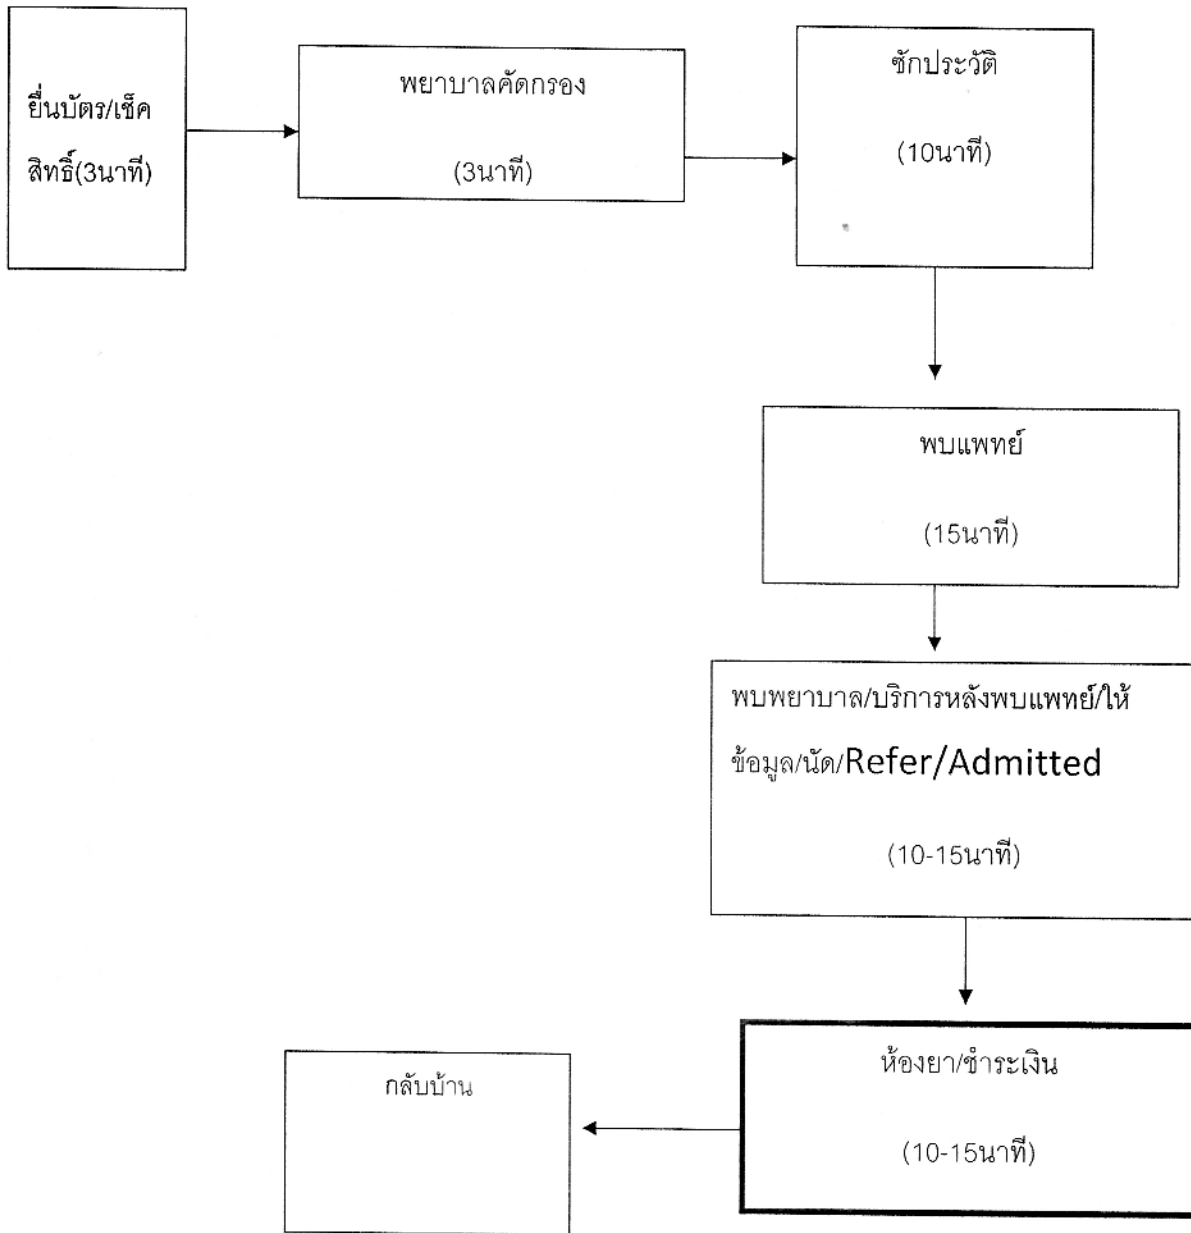 ยื่นบัตร/เช็ค
สิทธิ์(3นาที)
พยาบาลคัดกรอง
(3นาที)
ซักประวัติ
(10นาที)
พบแพทย์
(15นาที)
พบพยาบาล/บริการหลังพบแพทย์/ให้
ข้อมูล/นัด/Refer/Admitted
(10-15นาที)
ห้องยา/ชำระเงิน
(10-15นาที)
กลับบ้าน